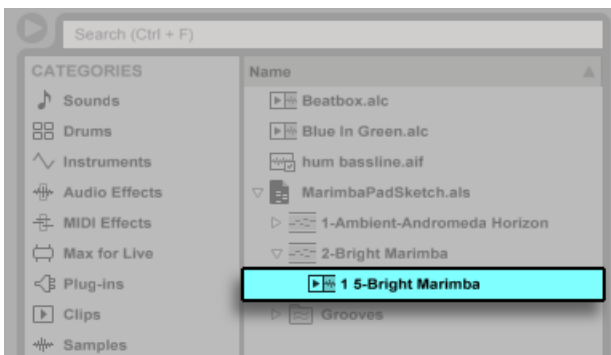 Search (Ctrl + F)
CATEGORIES
Sounds
Drums
Instruments
Audio Effects
MIDI Effects
Max for Live
Plug-ins
Clips
Samples
Name
Beatbox.alc
Blue In Green.alc
hum bassline.aif
MarimbaPadSketch.als
1-Ambient-Andromeda Horizon
2-Bright Marimba
1 5-Bright Marimba
Grooves